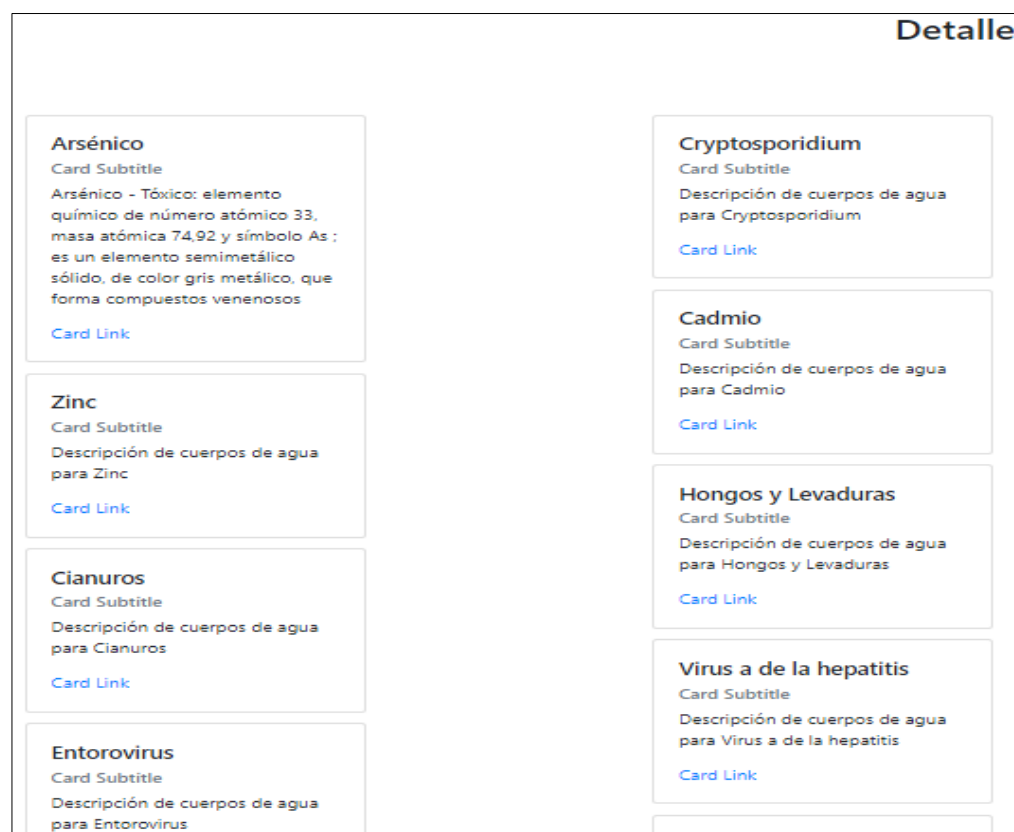 Detalle
Arsénico
Card Subtitle
Arsénico - Tóxico: elemento
químico de número atómico 33,
masa atómica 74,92 y símbolo As ;
es un elemento semimetálico
sólido, de color gris metálico, que
forma compuestos venenosos
Card Link
Zinc
Card Subtitle
Descripción de cuerpos de agua
para Zinc
Card Link
Cianuros
Card Subtitle
Descripción de cuerpos de agua
para Cianuros
Card Link
Entorovirus
Card Subtitle
Descripción de cuerpos de agua
para Entorovirus
Cryptosporidium
Card Subtitle
Descripción de cuerpos de agua
para Cryptosporidium
Card Link
Cadmio
Card Subtitle
Descripción de cuerpos de agua
para Cadmio
Card Link
Hongos y Levaduras
Card Subtitle
Descripción de cuerpos de agua
para Hongos y Levaduras
Card Link
Virus a de la hepatitis
Card Subtitle
Descripción de cuerpos de agua
para Virus a de la hepatitis
Card Link